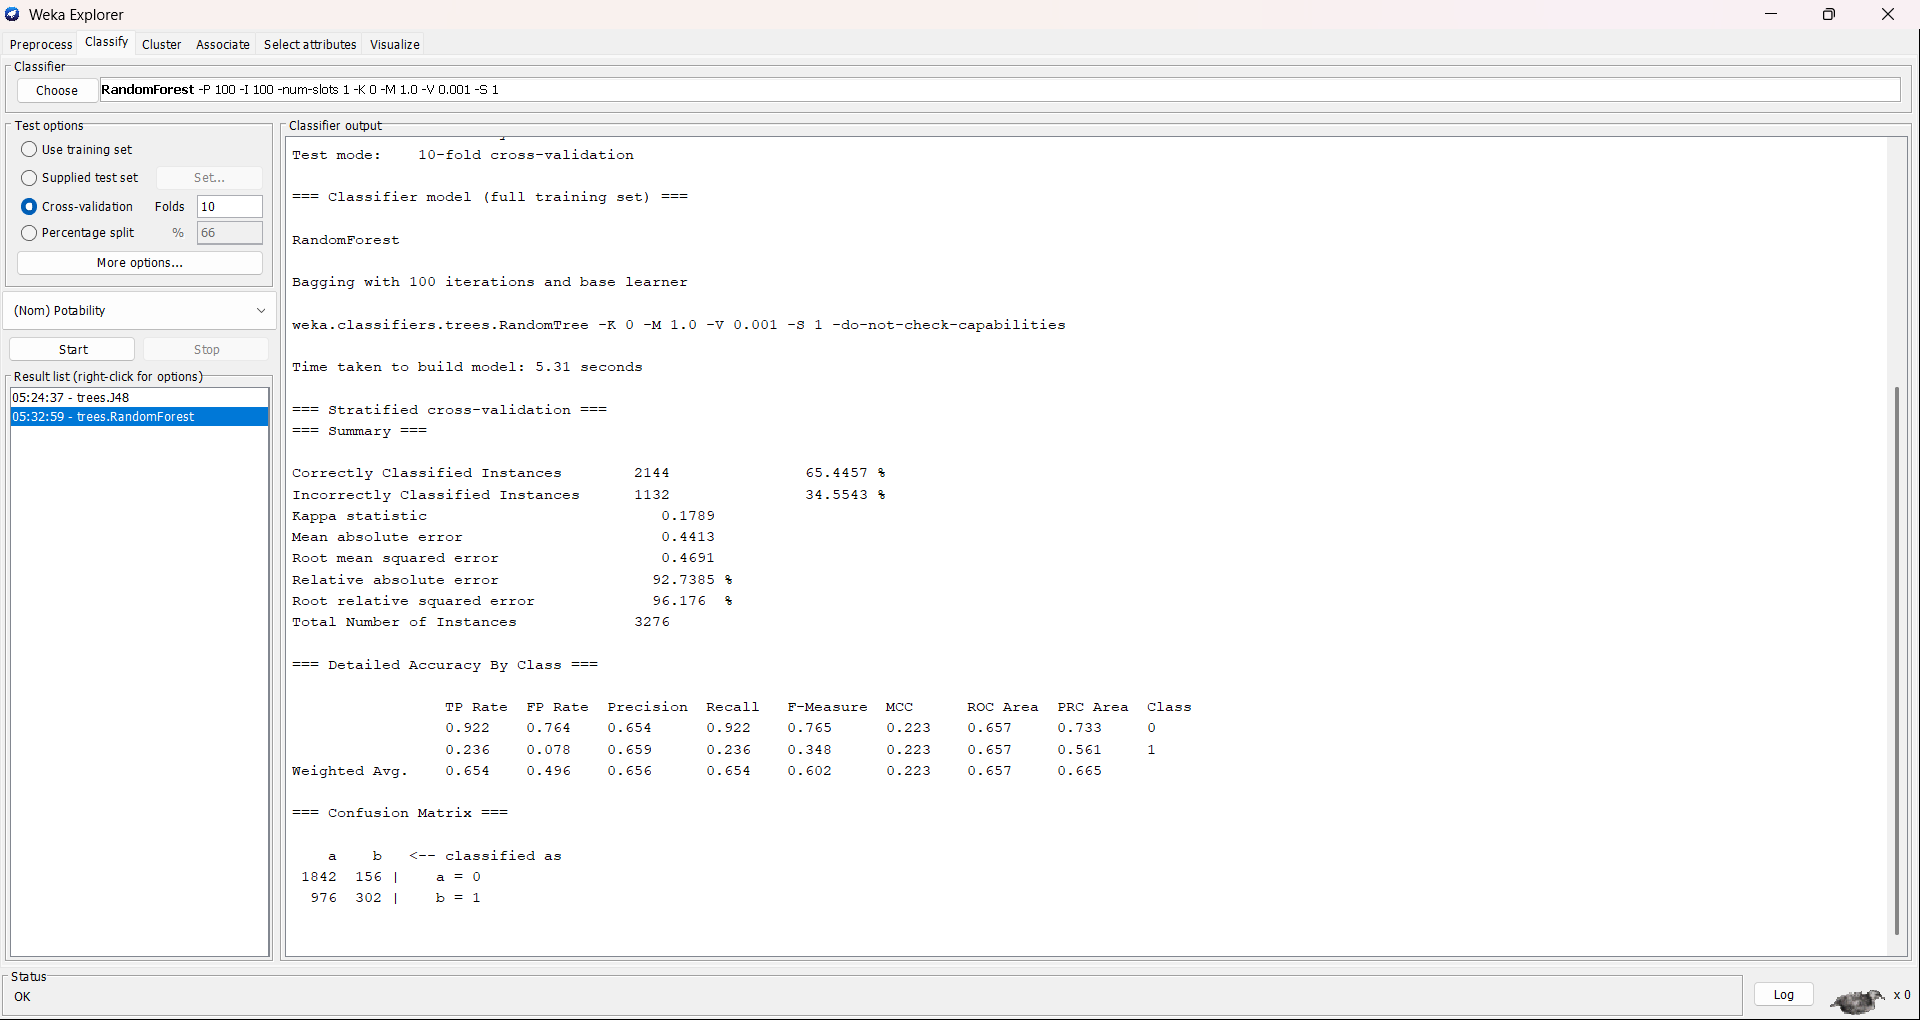 Weka Explorer
Preprocess Classify Cluster Associate Select attributes Visualize
Classifier
Choose RandomForest -P 100 -I 100 -num-slots 1 -K 0 -M 1.0 -V 0.001 -S 1
Test options
Use training set
Supplied test set Set...
Cross-validation Folds 10
Percentage split % 66
More options...
(Nom) Potability
Start Stop
Result list (right-click for options)
05:24:37 - trees.J48
05:32:59 - trees.RandomForest
Classifier output
Test mode:    10-fold cross-validation
=== Classifier model (full training set) ===
RandomForest
Bagging with 100 iterations and base learner
weka.classifiers.trees.RandomTree -K 0 -M 1.0 -V 0.001 -S 1 -do-not-check-capabilities
Time taken to build model: 5.31 seconds
=== Stratified cross-validation ===
=== Summary ===
Correctly Classified Instances        2144               65.4457 %
Incorrectly Classified Instances      1132               34.5543 %
Kappa statistic                          0.1789
Mean absolute error                      0.4413
Root mean squared error                  0.4691
Relative absolute error                 92.7385 %
Root relative squared error             96.176  %
Total Number of Instances             3276
=== Detailed Accuracy By Class ===
TP Rate  FP Rate  Precision  Recall   F-Measure  MCC      ROC Area  PRC Area  Class
0.922    0.764    0.654      0.922    0.765      0.223    0.657     0.733     0
0.236    0.078    0.659      0.236    0.348      0.223    0.657     0.561     1
Weighted Avg.    0.654    0.496    0.656      0.654    0.602      0.223    0.657     0.665
=== Confusion Matrix ===
a    b   <-- classified as
1842  156 |    a = 0
976  302 |    b = 1
Status
OK
Log x 0